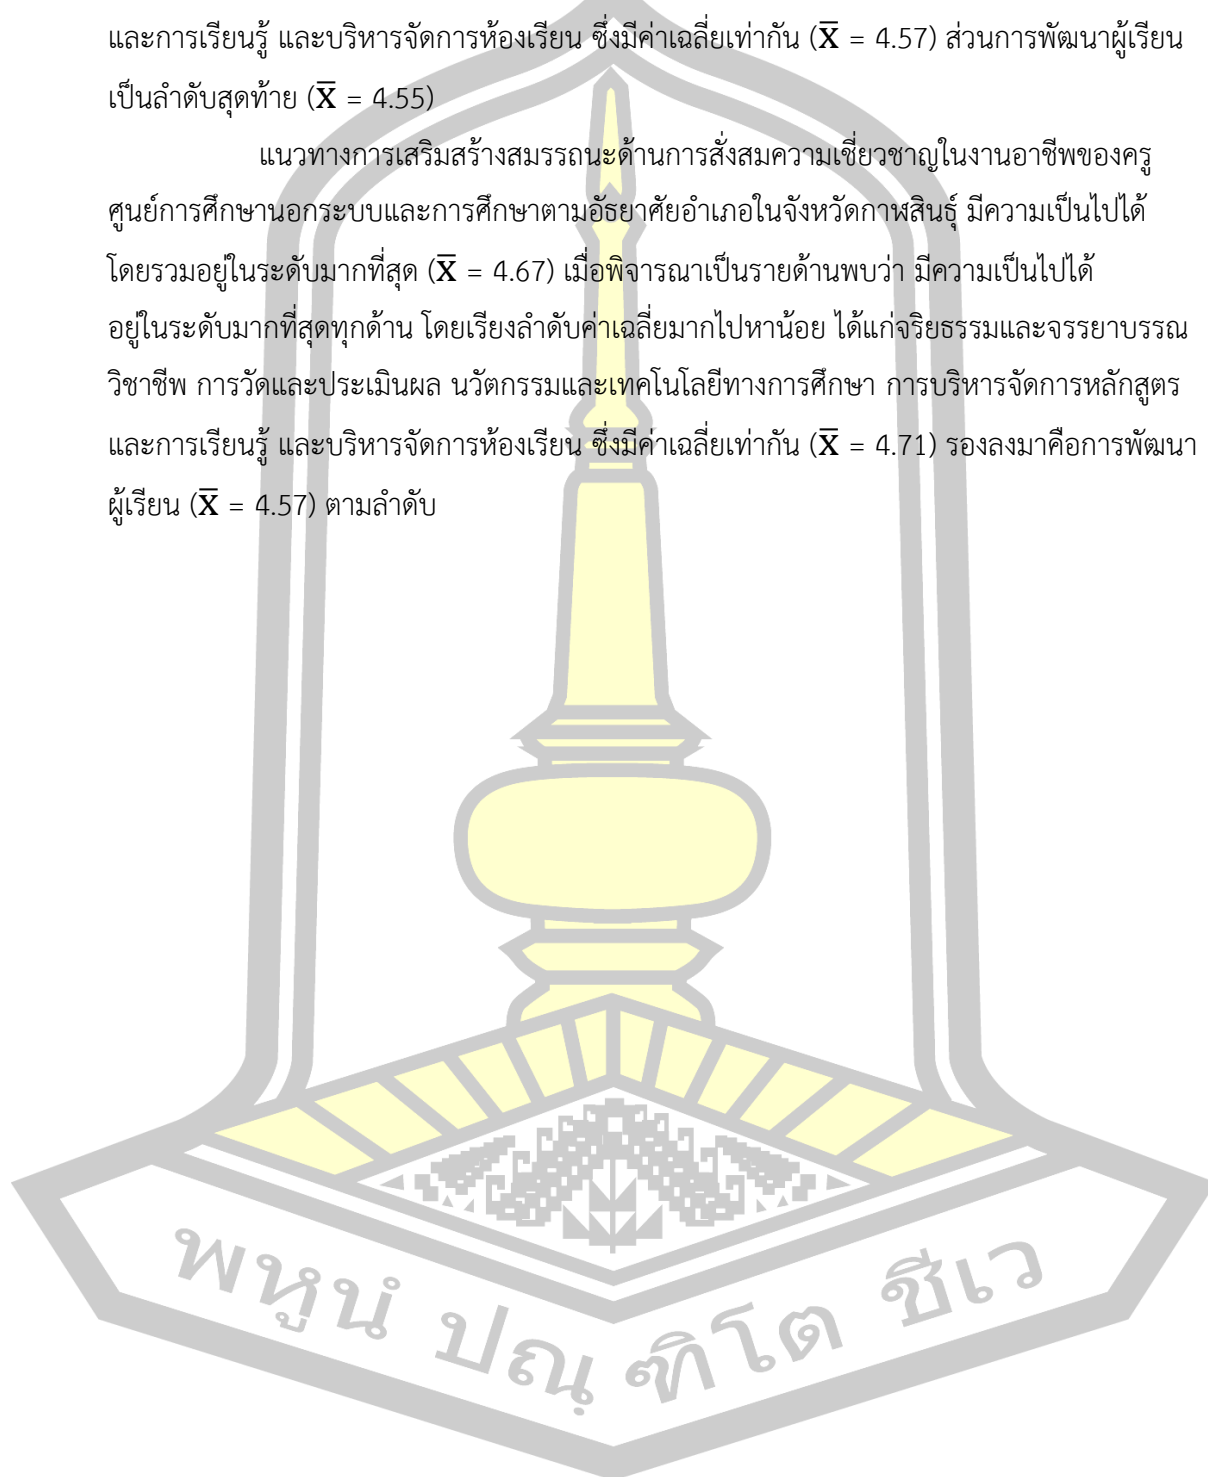 และการเรียนรู้ และบริหารจัดการห้องเรียน ซึ่งมีค่าเฉลี่ยเท่ากัน (X̅ = 4.57) ส่วนการพัฒนาผู้เรียน
เป็นลำดับสุดท้าย (X̅ = 4.55)
แนวทางการเสริมสร้างสมรรถนะด้านการสั่งสมความเชี่ยวชาญในงานอาชีพของครู
ศูนย์การศึกษานอกระบบและการศึกษาตามอัธยาศัยอำเภอในจังหวัดกาฬสินธุ์ มีความเป็นไปได้
โดยรวมอยู่ในระดับมากที่สุด (X̅ = 4.67) เมื่อพิจารณาเป็นรายด้านพบว่า มีความเป็นไปได้
อยู่ในระดับมากที่สุดทุกด้าน โดยเรียงลำดับค่าเฉลี่ยมากไปหาน้อย ได้แก่จริยธรรมและจรรยาบรรณ
วิชาชีพ การวัดและประเมินผล นวัตกรรมและเทคโนโลยีทางการศึกษา การบริหารจัดการหลักสูตร
และการเรียนรู้ และบริหารจัดการห้องเรียน ซึ่งมีค่าเฉลี่ยเท่ากัน (X̅ = 4.71) รองลงมาคือการพัฒนา
ผู้เรียน (X̅ = 4.57) ตามลำดับ
พหูนํ ปณฺฑิโต ชีเว